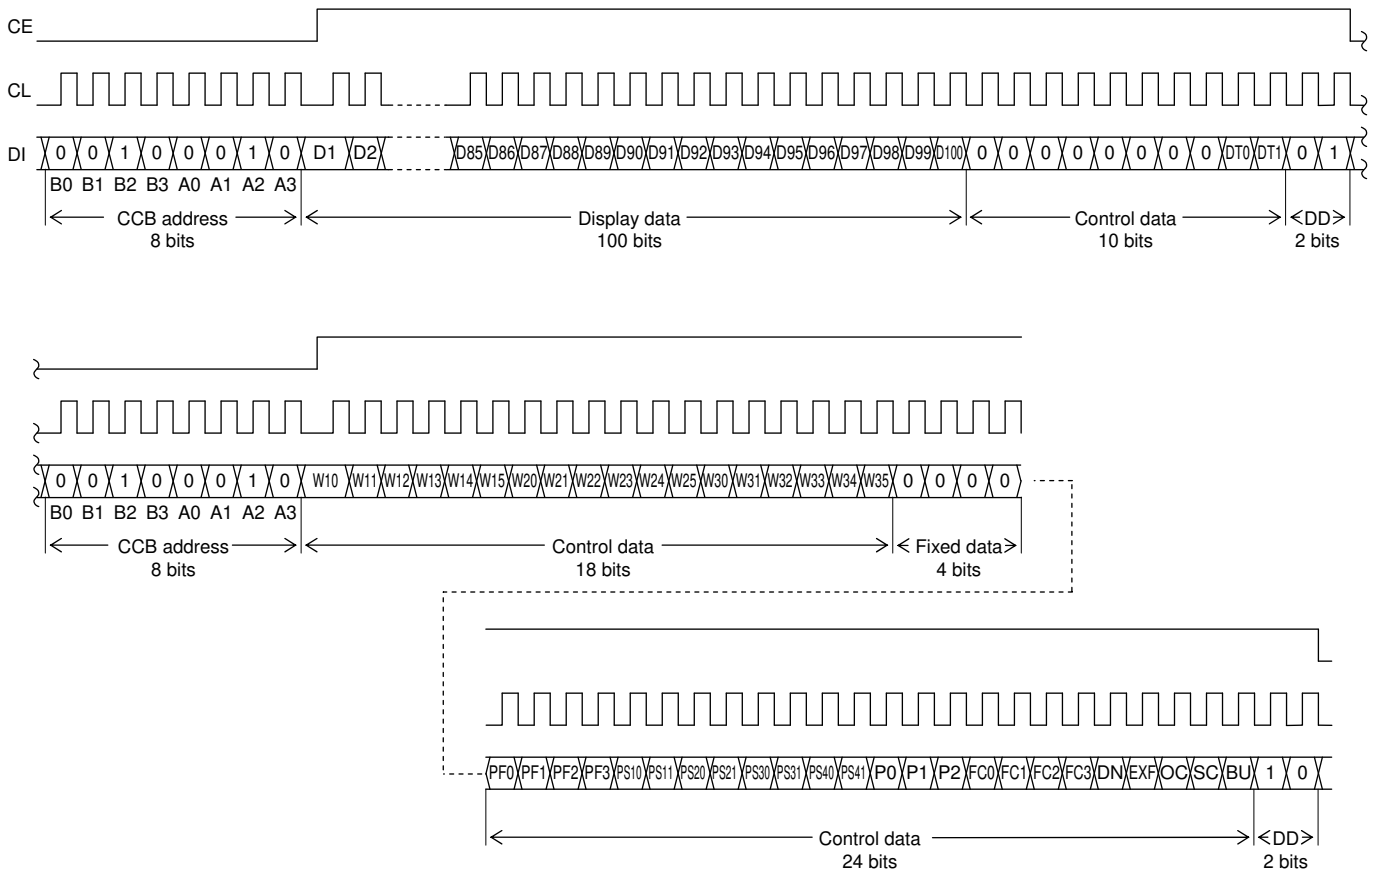 CE
CL
DI 0 0 1 0 0 0 1 0 D1 D2 D85 D86 D87 D88 D89 D90 D91 D92 D93 D94 D95 D96 D97 D98 D99 D100 0 0 0 0 0 0 0 0 DT0 DT1 0 1
B0 B1 B2 B3 A0 A1 A2 A3
CCB address Display data Control data DD
8 bits 100 bits 10 bits 2 bits
0 0 1 0 0 0 1 0 W10 W11 W12 W13 W14 W15 W20 W21 W22 W23 W24 W25 W30 W31 W32 W33 W34 W35 0 0 0 0
B0 B1 B2 B3 A0 A1 A2 A3
CCB address Control data Fixed data
8 bits 18 bits 4 bits
PF0 PF1 PF2 PF3 PS10 PS11 PS20 PS21 PS30 PS31 PS40 PS41 P0 P1 P2 FC0 FC1 FC2 FC3 DN EXF OC SC BU 1 0
Control data DD
24 bits 2 bits